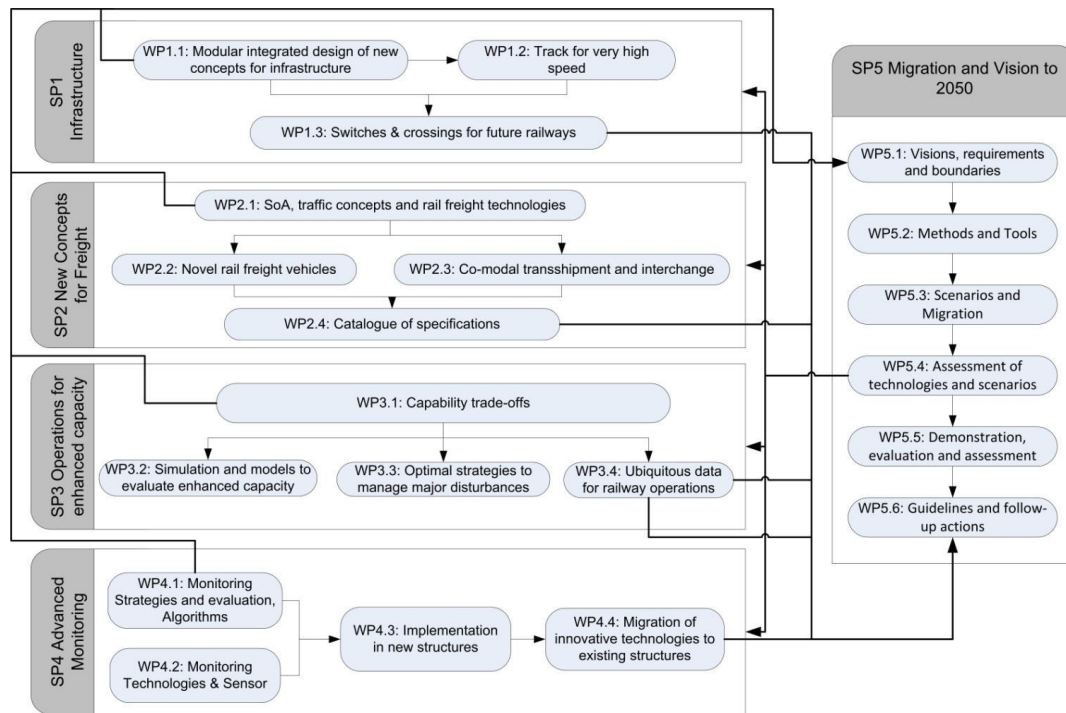 SP1
Infrastructure
WP1.1: Modular integrated design of new
concepts for infrastructure
WP1.2: Track for very high
speed
WP1.3: Switches & crossings for future railways
SP2 New Concepts
for Freight
WP2.1: SoA, traffic concepts and rail freight technologies
WP2.2: Novel rail freight vehicles
WP2.3: Co-modal transshipment and interchange
WP2.4: Catalogue of specifications
SP3 Operations for
enhanced capacity
WP3.1: Capability trade-offs
WP3.2: Simulation and models to
evaluate enhanced capacity
WP3.3: Optimal strategies to
manage major disturbances
WP3.4: Ubiquitous data
for railway operations
SP4 Advanced
Monitoring
WP4.1: Monitoring
Strategies and evaluation,
Algorithms
WP4.2: Monitoring
Technologies & Sensor
WP4.3: Implementation
in new structures
WP4.4: Migration of
innovative technologies to
existing structures
SP5 Migration and Vision to
2050
WP5.1: Visions, requirements
and boundaries
WP5.2: Methods and Tools
WP5.3: Scenarios and
Migration
WP5.4: Assessment of
technologies and scenarios
WP5.5: Demonstration,
evaluation and assessment
WP5.6: Guidelines and follow-
up actions